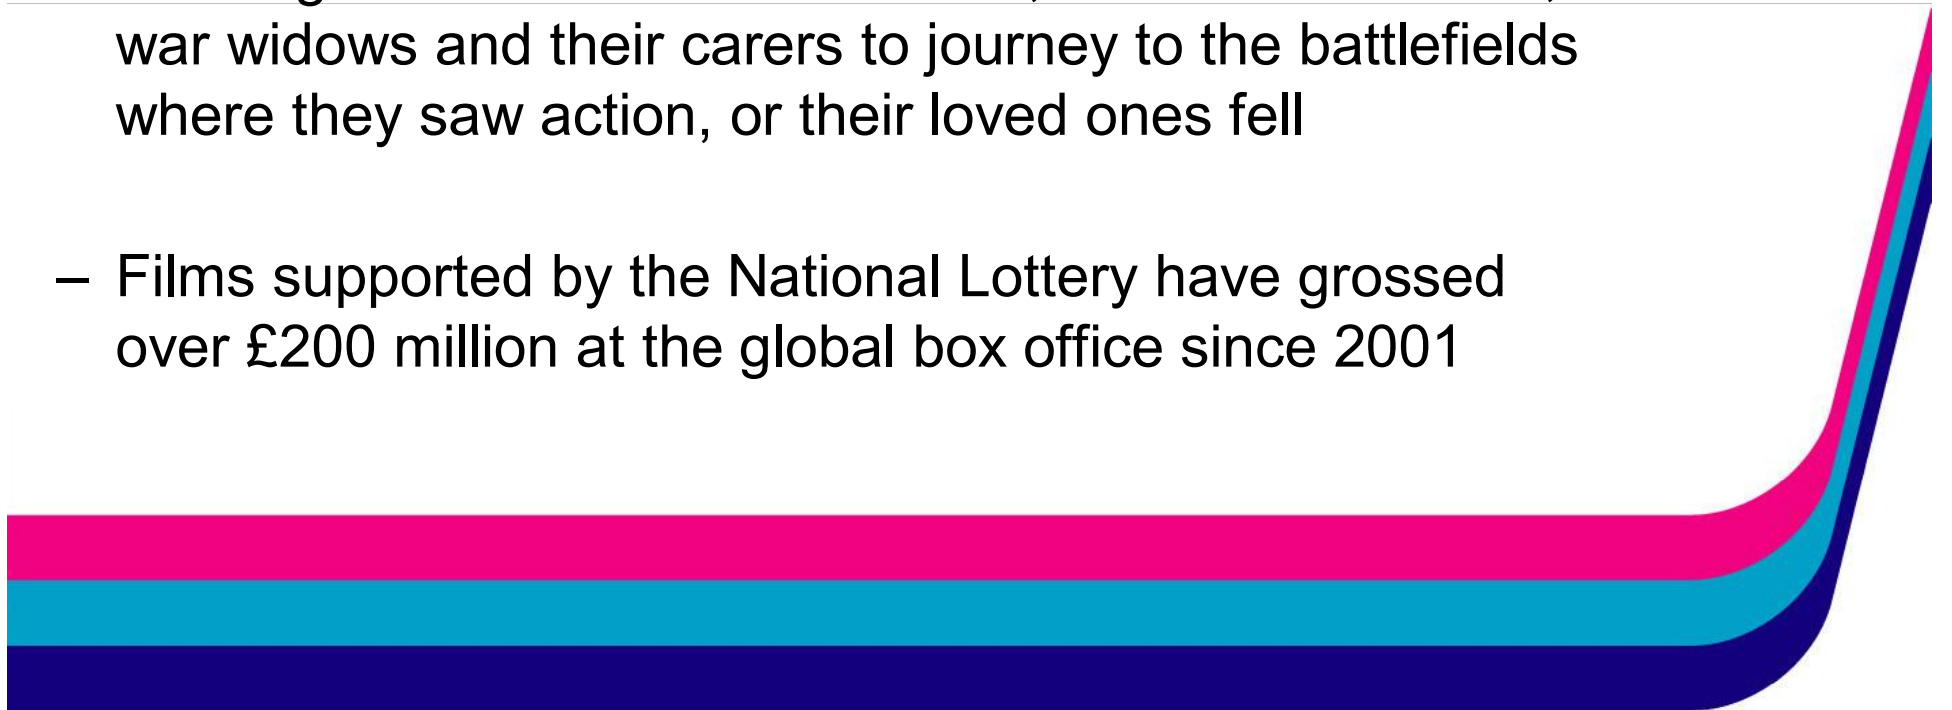 war widows and their carers to journey to the battlefields
where they saw action, or their loved ones fell
– Films supported by the National Lottery have grossed
over £200 million at the global box office since 2001